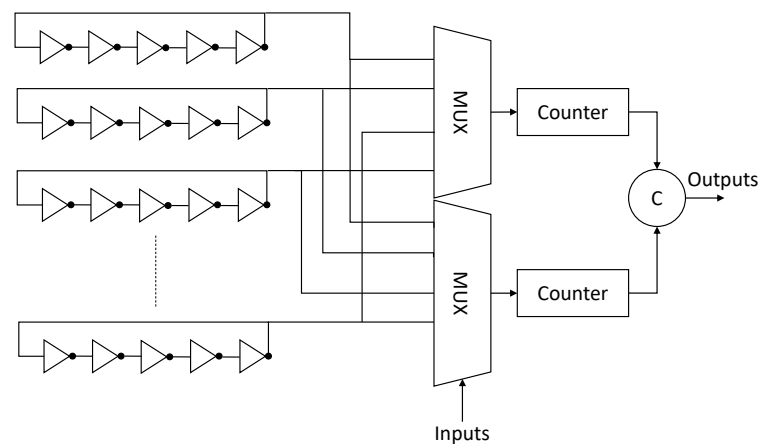 MUX
Counter
C
Outputs
MUX
Counter
Inputs